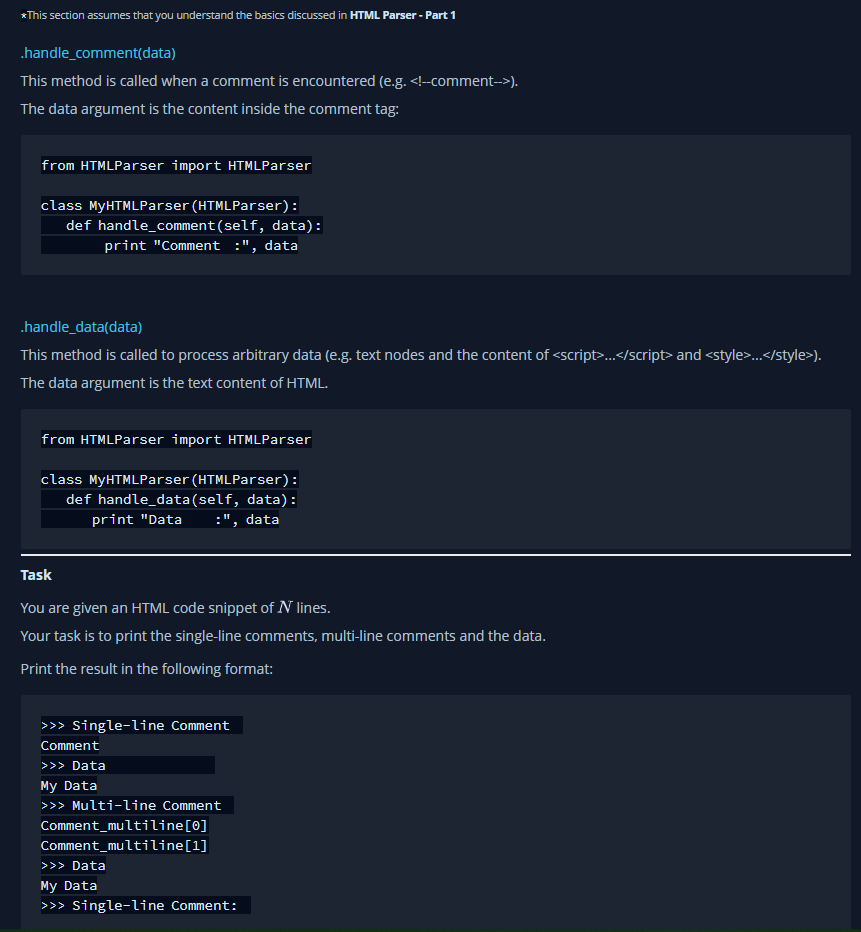 *This section assumes that you understand the basics discussed in HTML Parser - Part 1
.handle_comment(data)
This method is called when a comment is encountered (e.g. <!--comment-->).
The data argument is the content inside the comment tag:
from HTMLParser import HTMLParser
class MyHTMLParser(HTMLParser):
    def handle_comment(self, data):
          print "Comment  :", data
.handle_data(data)
This method is called to process arbitrary data (e.g. text nodes and the content of <script>...</script> and <style>...</style>).
The data argument is the text content of HTML.
from HTMLParser import HTMLParser
class MyHTMLParser(HTMLParser):
    def handle_data(self, data):
        print "Data     :", data
Task
You are given an HTML code snippet of N lines.
Your task is to print the single-line comments, multi-line comments and the data.
Print the result in the following format:
>>> Single-line Comment
Comment
>>> Data
My Data
>>> Multi-line Comment
Comment_multiline[0]
Comment_multiline[1]
>>> Data
My Data
>>> Single-line Comment: